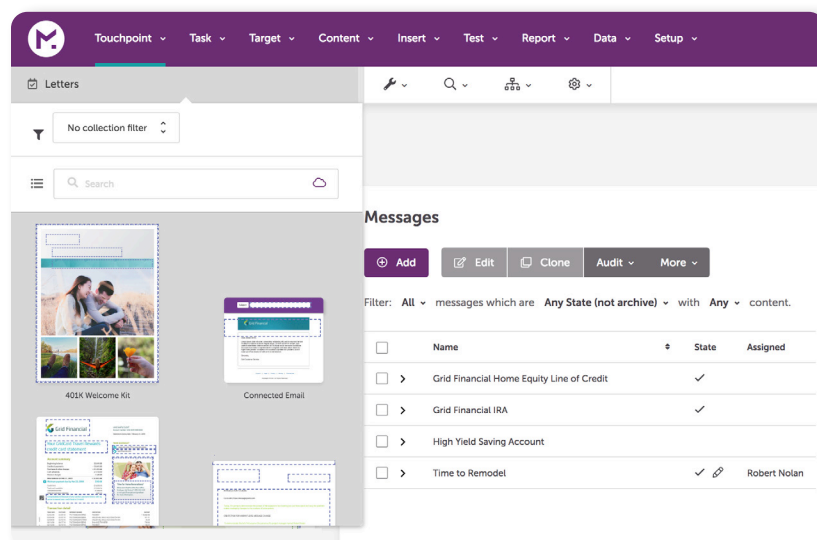 M.
Touchpoint Task Target Content Insert Test Report Data Setup
Letters
No collection filter
Search
401K Welcome Kit
Connected Email
Grid Financial
Grid Financial
Messages
Add Edit Clone Audit More
Filter: All messages which are Any State (not archive) with Any content.
Name State Assigned
Grid Financial Home Equity Line of Credit
Grid Financial IRA
High Yield Saving Account
Time to Remodel Robert Nolan